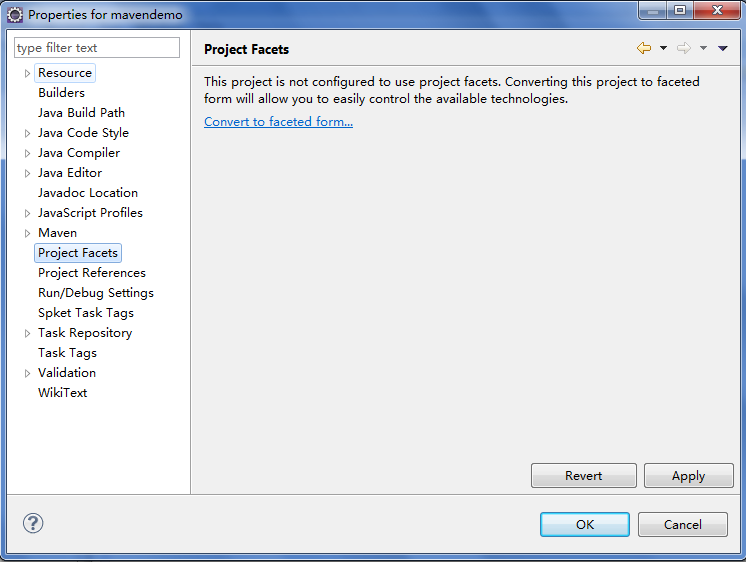 Properties for mavendemo
type filter text
Resource
Builders
Java Build Path
Java Code Style
Java Compiler
Java Editor
Javadoc Location
JavaScript Profiles
Maven
Project Facets
Project References
Run/Debug Settings
Spket Task Tags
Task Repository
Task Tags
Validation
WikiText
Project Facets
This project is not configured to use project facets. Converting this project to faceted
form will allow you to easily control the available technologies.
Convert to faceted form...
Revert
Apply
?
OK
Cancel